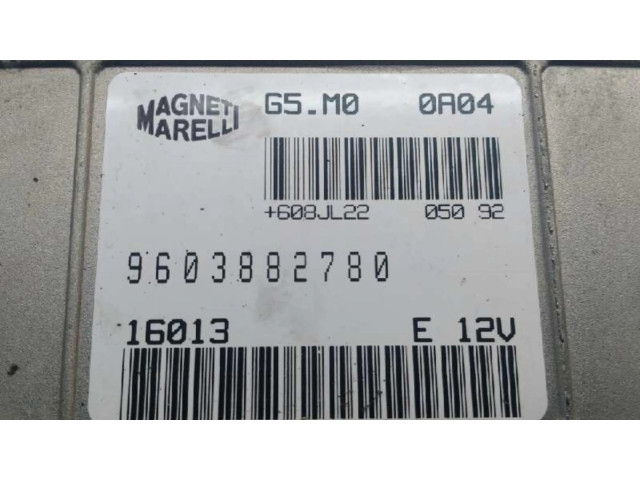 MAGNETI
MARELLI
G5.M0 0A04
+608JL22 050 92
9603882780
16013 E 12V